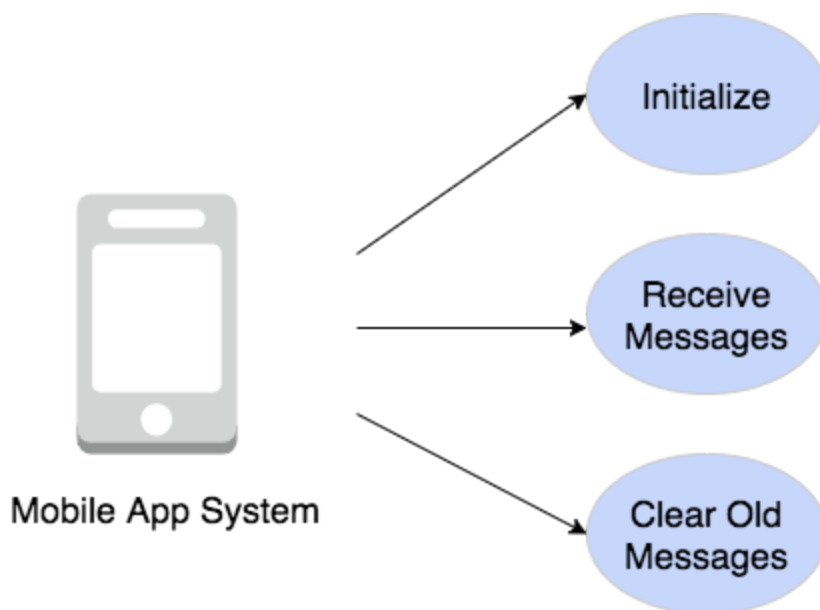 Initialize
Receive
Messages
Mobile App System
Clear Old
Messages